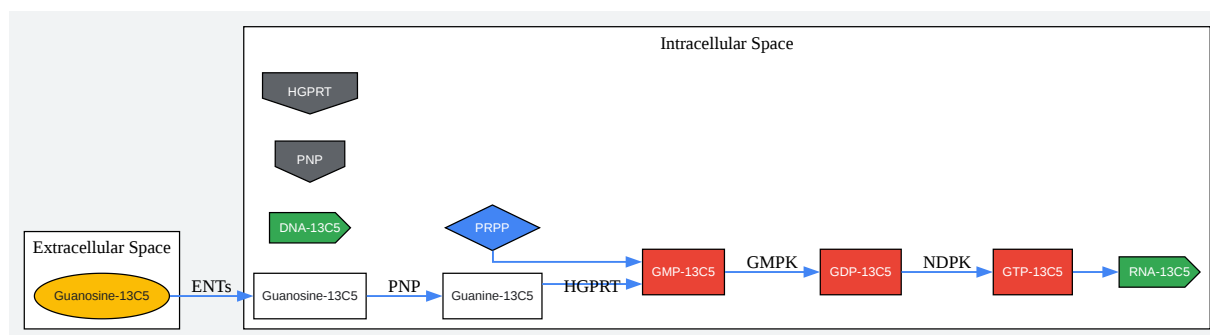 Intracellular Space
HGPRT
PNP
DNA-13C5
PRPP
Extracellular Space
Guanosine-13C5
ENTs
Guanosine-13C5
PNP
Guanine-13C5
HGPRT
GMP-13C5
GMPK
GDP-13C5
NDPK
GTP-13C5
RNA-13C5